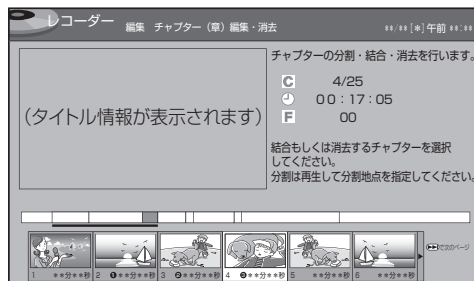 レコーダー 編集 チャプター（章）編集・消去 **/**[*]午前 **:**
チャプターの分割・結合・消去を行います。
(タイトル情報が表示されます)
C 4/25
00：17：05
F 00
結合もしくは消去するチャプターを選択
してください。
分割は再生して分割地点を指定してください。
▶▶で次のページ
1 **分**秒 2 ❶**分**秒 3 ❷**分**秒 4 ❸**分**秒 5 **分**秒 6 **分**秒